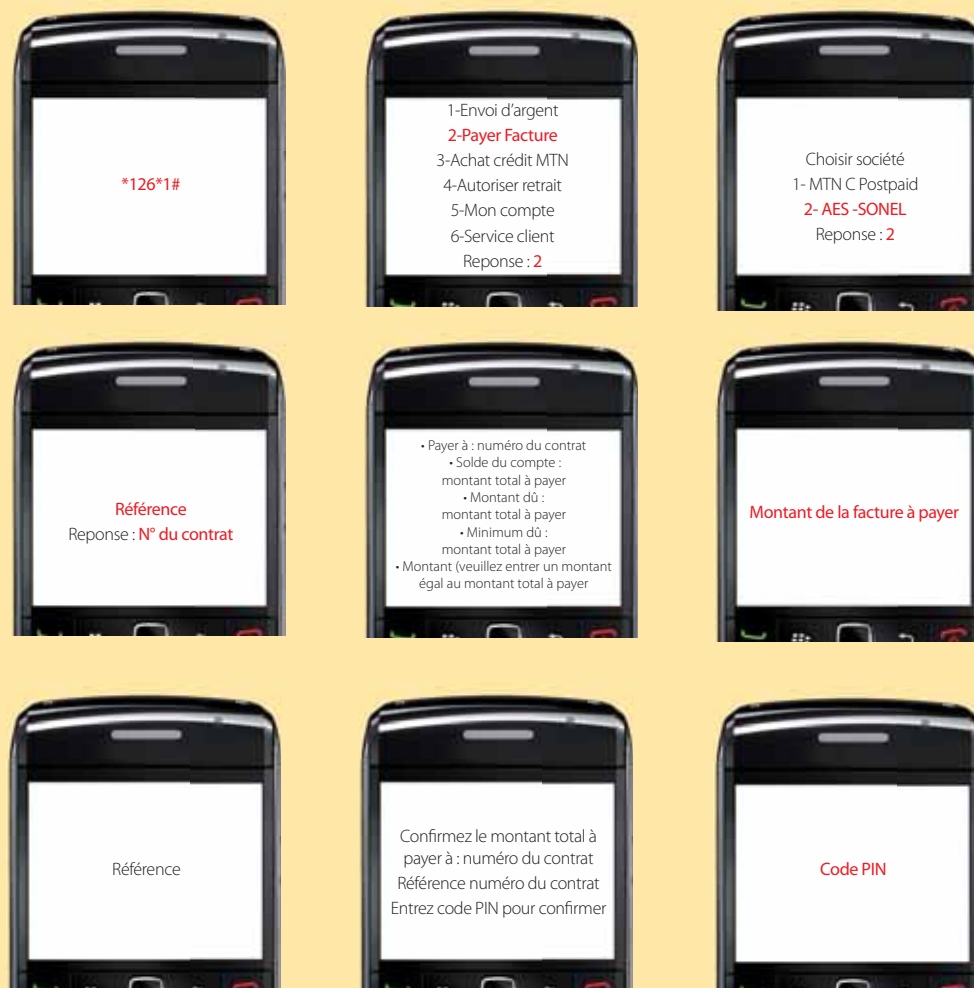 *126*1#
1-Envoi d'argent
2-Payer Facture
3-Achat crédit MTN
4-Autoriser retrait
5-Mon compte
6-Service client
Reponse : 2
Choisir société
1- MTN C Postpaid
2- AES -SONEL
Reponse : 2
Référence
Reponse : N° du contrat
• Payer à : numéro du contrat
• Solde du compte :
montant total à payer
• Montant dû :
montant total à payer
• Minimum dû :
montant total à payer
• Montant (veuillez entrer un montant
égal au montant total à payer
Montant de la facture à payer
Référence
Confirmez le montant total à
payer à : numéro du contrat
Référence numéro du contrat
Entrez code PIN pour confirmer
Code PIN